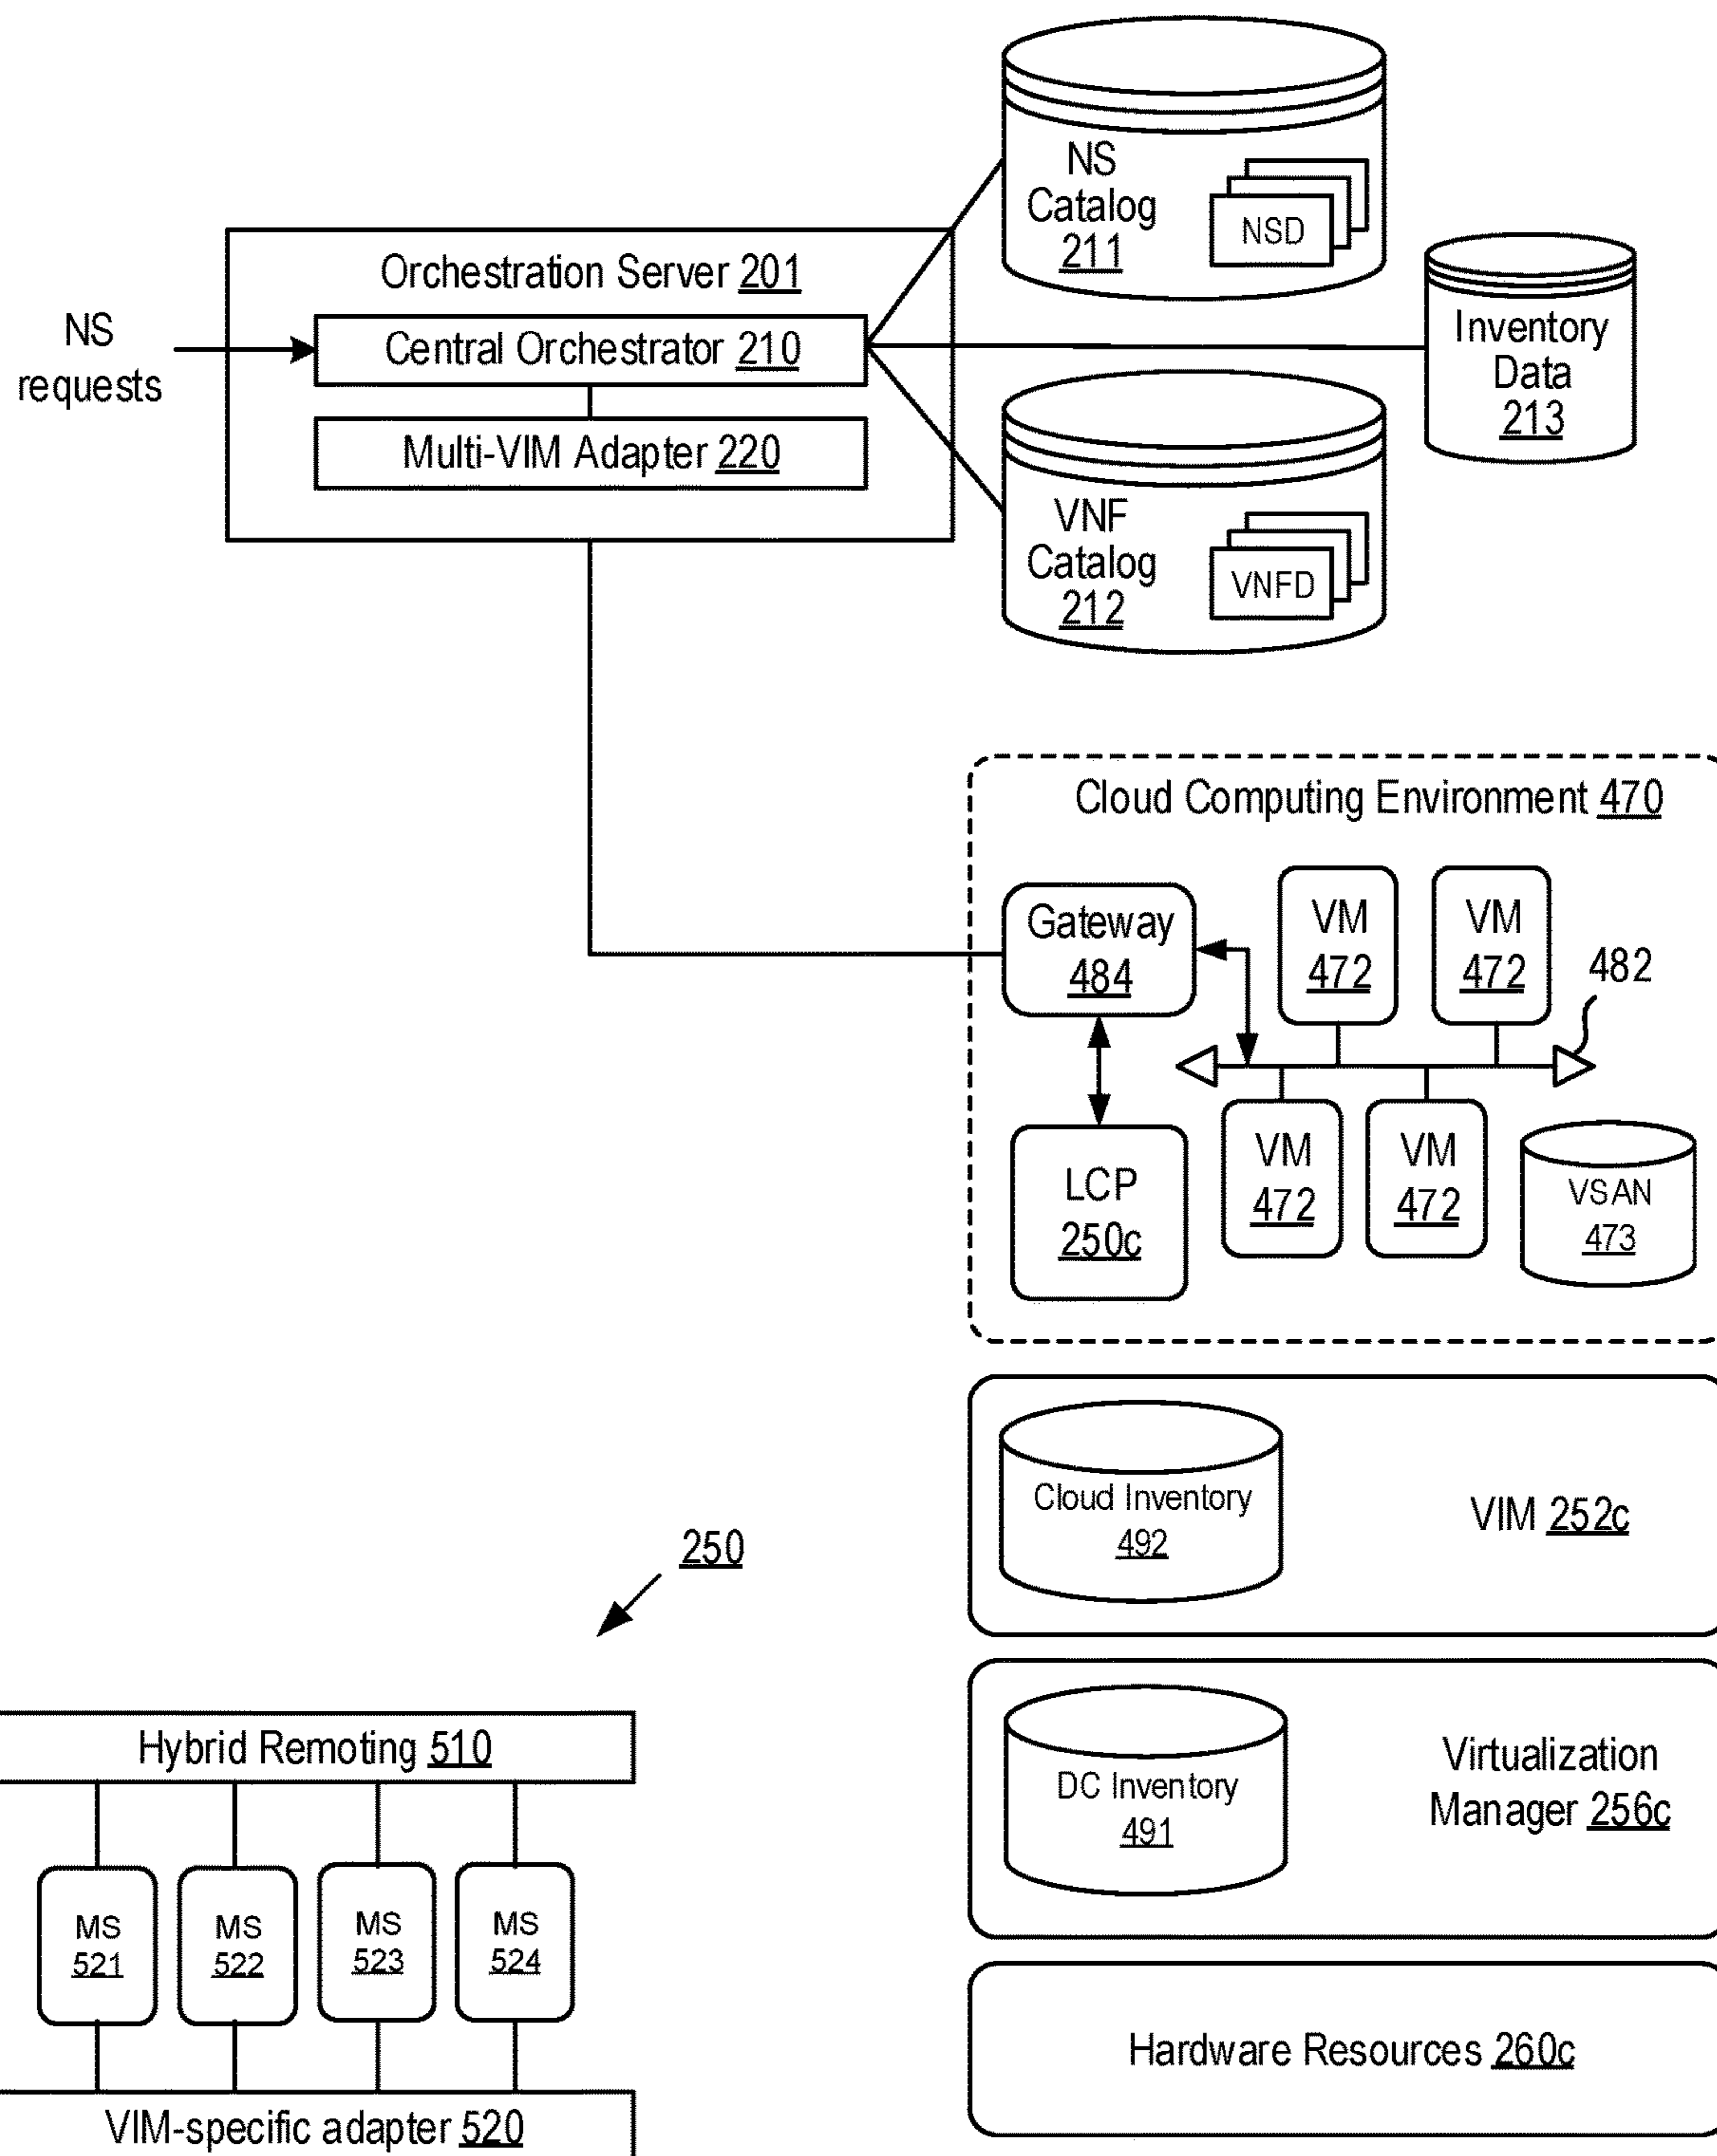 NS
Catalog
211
NSD
Orchestration Server 201
NS
requests
Central Orchestrator 210
Inventory
Data
213
Multi-VIM Adapter 220
VNF
Catalog
212
VNFD
Cloud Computing Environment 470
Gateway
484
VM
472
VM
472
482
LCP
250c
VM
472
VM
472
VSAN
473
Cloud Inventory
492
VIM 252c
250
Hybrid Remoting 510
DC Inventory
491
Virtualization
Manager 256c
MS
521
MS
522
MS
523
MS
524
Hardware Resources 260c
VIM-specific adapter 520